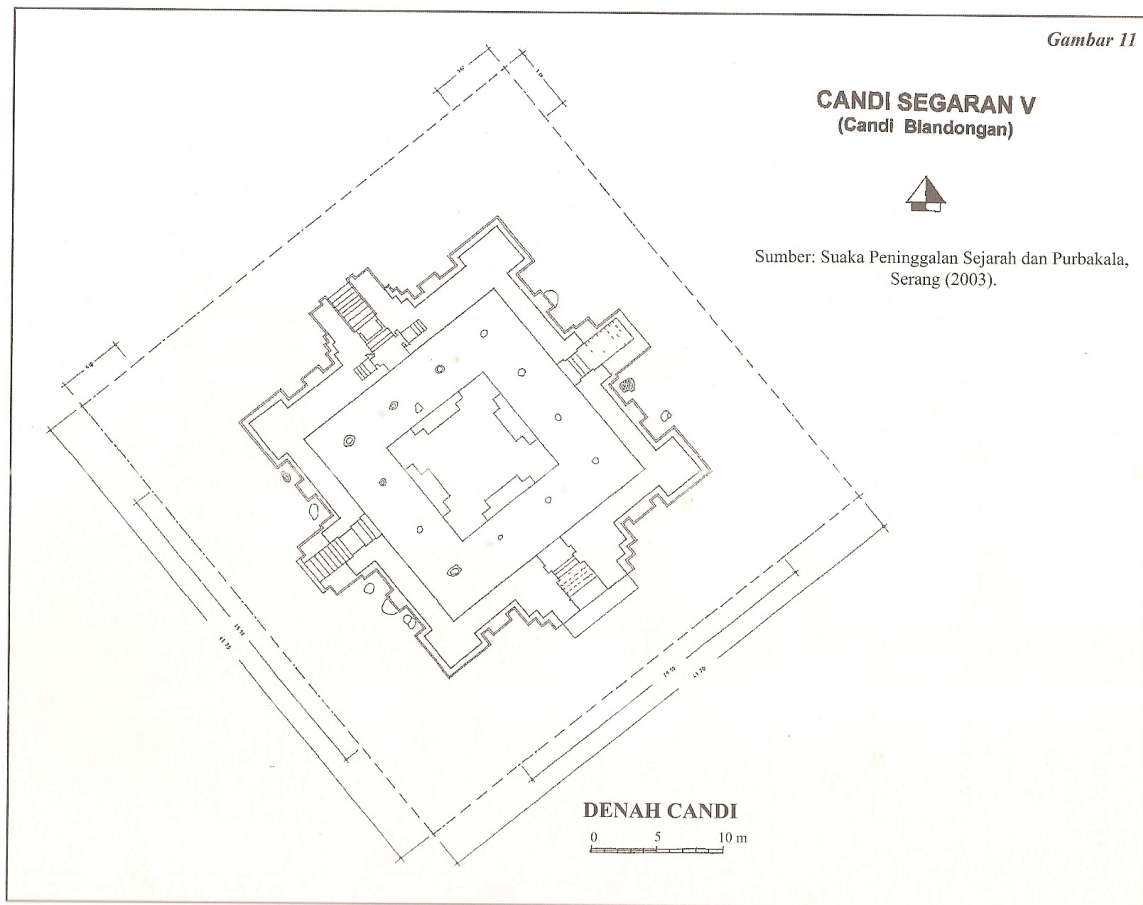 Gambar 11
CANDI SEGARAN V
(Candi Blandongan)
Sumber: Suaka Peninggalan Sejarah dan Purbakala,
Serang (2003).
DENAH CANDI
0 5 10 m